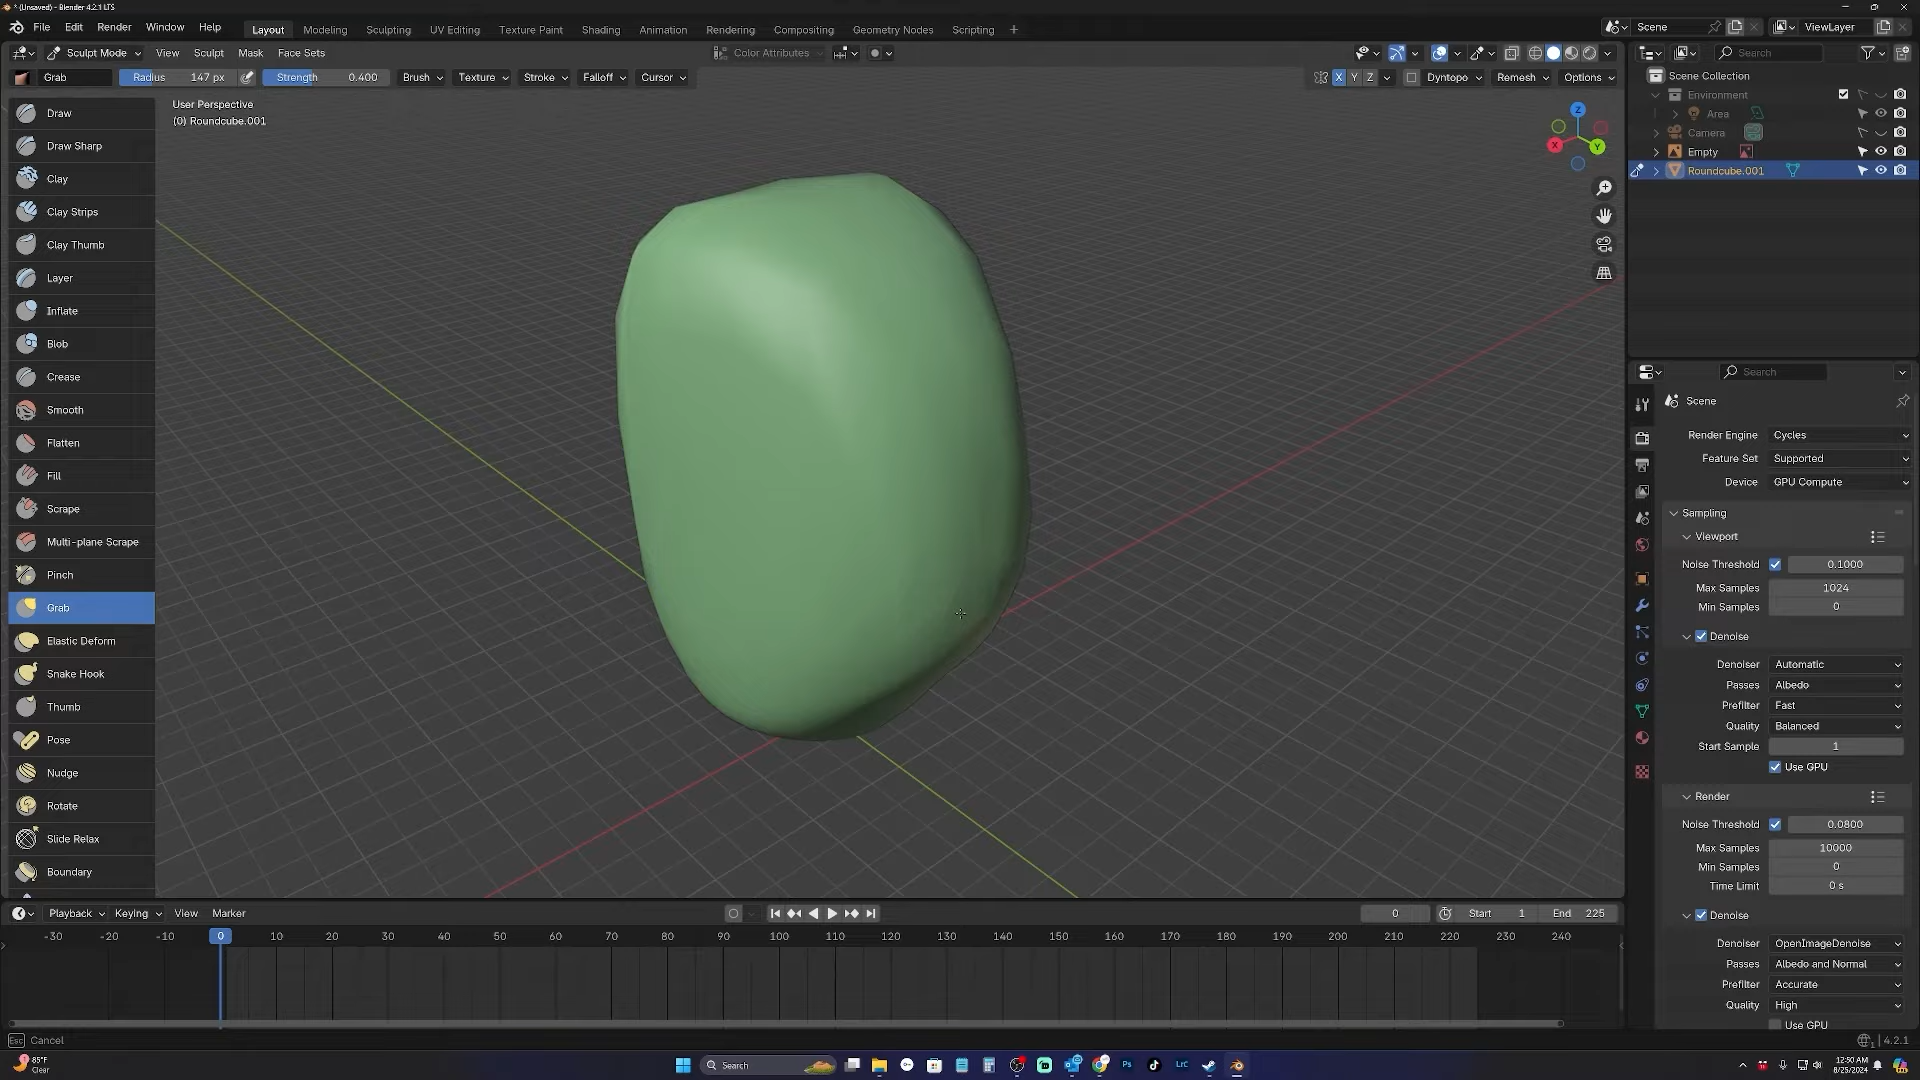 * (Unsaved) - Blender 4.2.1 LTS
File Edit Render Window Help Layout Modeling Sculpting UV Editing Texture Paint Shading Animation Rendering Compositing Geometry Nodes Scripting + Scene ViewLayer
Sculpt Mode View Sculpt Mask Face Sets Color Attributes Search
Grab Radius 147 px Strength 0.400 Brush Texture Stroke Falloff Cursor X Y Z Dyntopo Remesh Options
User Perspective
(0) Roundcube.001
Draw
Draw Sharp
Clay
Clay Strips
Clay Thumb
Layer
Inflate
Blob
Crease
Smooth
Flatten
Fill
Scrape
Multi-plane Scrape
Pinch
Grab
Elastic Deform
Snake Hook
Thumb
Pose
Nudge
Rotate
Slide Relax
Boundary
Z
X
Y
Scene Collection
Environment
Area
Camera
Empty
Roundcube.001
Search
Scene
Render Engine Cycles
Feature Set Supported
Device GPU Compute
Sampling
Viewport
Noise Threshold 0.1000
Max Samples 1024
Min Samples 0
Denoise
Denoiser Automatic
Passes Albedo
Prefilter Fast
Quality Balanced
Start Sample 1
Use GPU
Render
Noise Threshold 0.0800
Max Samples 10000
Min Samples 0
Time Limit 0 s
Denoise
Denoiser OpenImageDenoise
Passes Albedo and Normal
Prefilter Accurate
Quality High
Use GPU
Playback Keying View Marker 0 Start 1 End 225
-30 -20 -10 0 10 20 30 40 50 60 70 80 90 100 110 120 130 140 150 160 170 180 190 200 210 220 230 240
Esc Cancel 4.2.1
85°F
Clear
Search
Ps
LrC
12:50 AM
8/25/2024